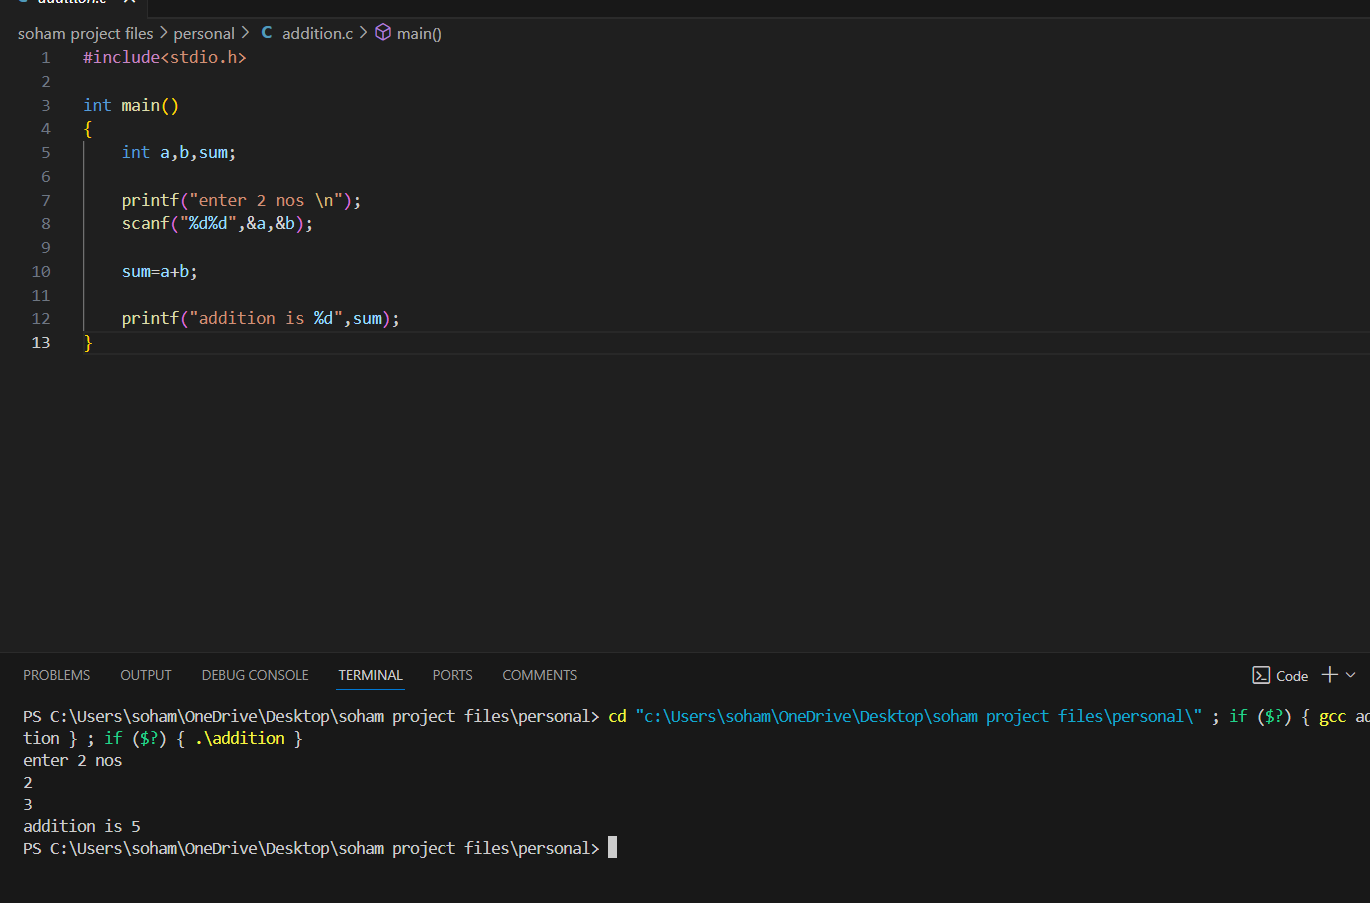 addition.c
soham project files > personal > C addition.c > main()
1 #include<stdio.h>
2
3 int main()
4 {
5 int a,b,sum;
6
7 printf("enter 2 nos \n");
8 scanf("%d%d",&a,&b);
9
10 sum=a+b;
11
12 printf("addition is %d",sum);
13 }
PROBLEMS OUTPUT DEBUG CONSOLE TERMINAL PORTS COMMENTS Code
PS C:\Users\soham\OneDrive\Desktop\soham project files\personal> cd "c:\Users\soham\OneDrive\Desktop\soham project files\personal\" ; if ($?) { gcc ad
tion } ; if ($?) { .\addition }
enter 2 nos
2
3
addition is 5
PS C:\Users\soham\OneDrive\Desktop\soham project files\personal>